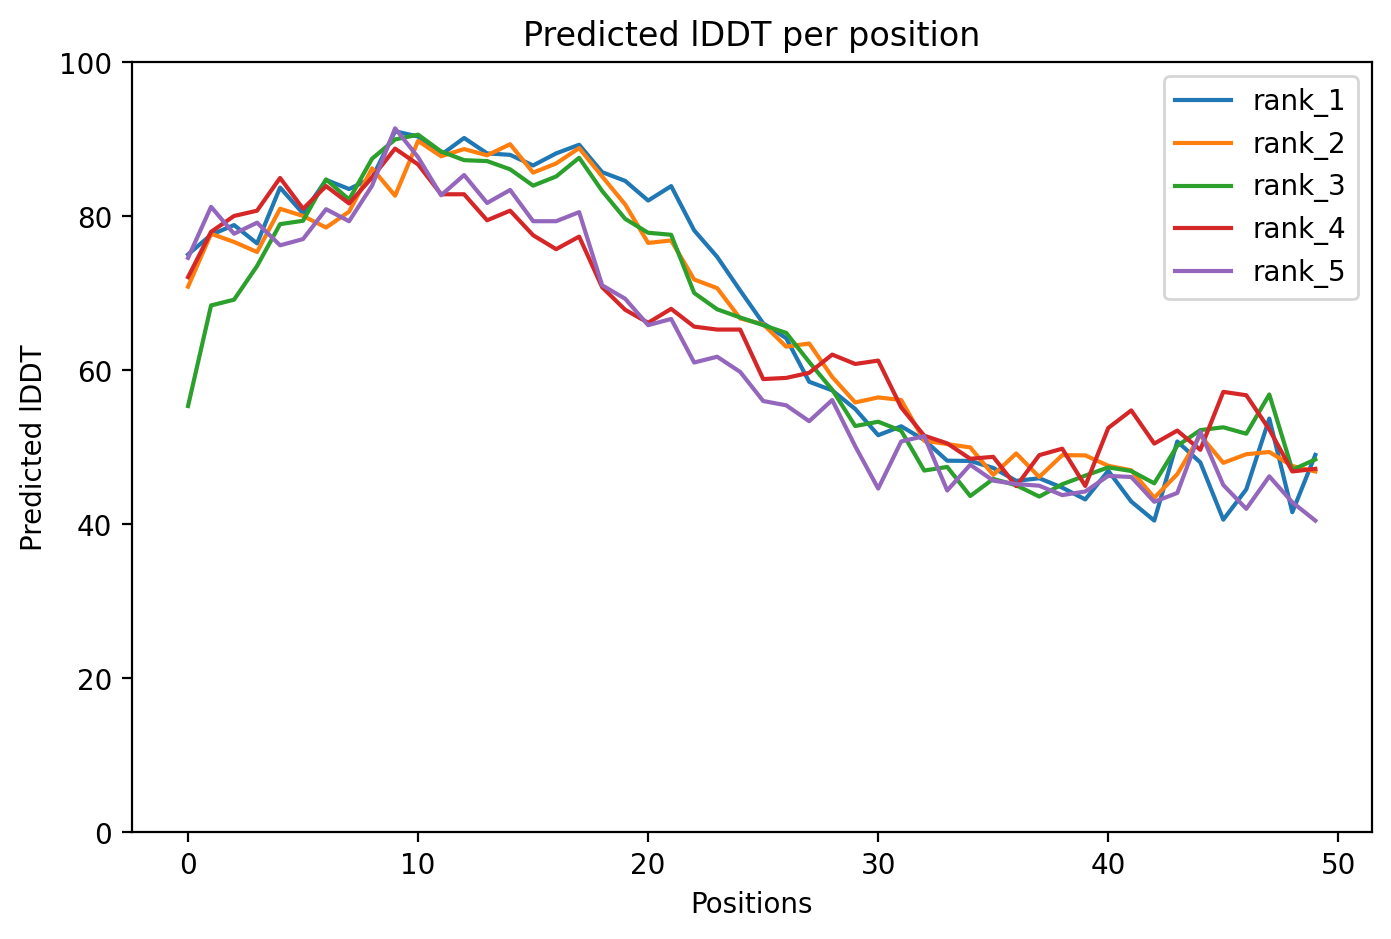 Predicted lDDT per position
100
80
60
40
20
0
Predicted lDDT
0 10 20 30 40 50
Positions
rank_1
rank_2
rank_3
rank_4
rank_5